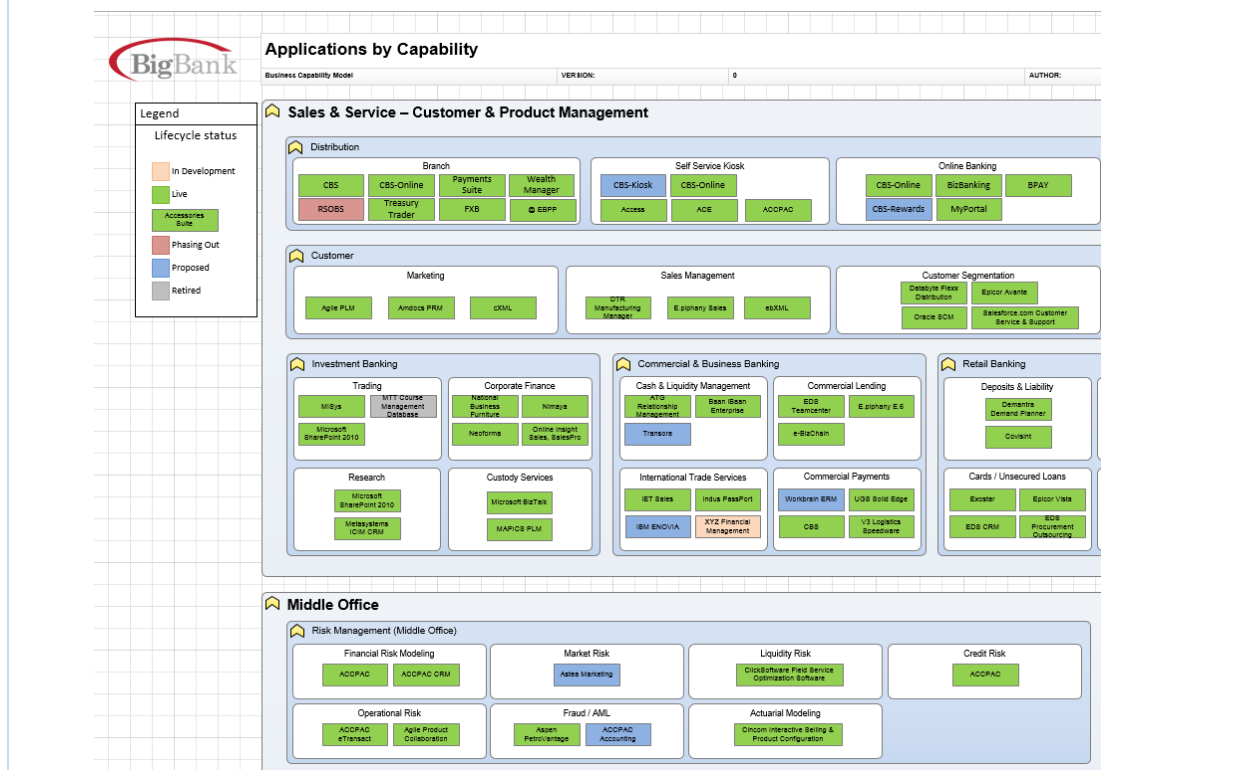 BigBank
Applications by Capability
Business Capability Model VERSION: 0 AUTHOR:
Legend
Lifecycle status
In Development
Live
Accessories
Suite
Phasing Out
Proposed
Retired
Sales & Service – Customer & Product Management
Distribution
Branch
CBS
CBS-Online
Payments
Suite
Wealth
Manager
RSOBS
Treasury
Trader
FXB
@ EBPP
Self Service Kiosk
CBS-Kiosk
CBS-Online
Access
ACE
ACCPAC
Online Banking
CBS-Online
BizBanking
BPAY
CBS-Rewards
MyPortal
Customer
Marketing
Agile PLM
Amdocs PRM
cXML
Sales Management
DTR
Manufacturing
Manager
E.piphany Sales
ebXML
Customer Segmentation
Databyte Flexx
Distribution
Epicor Avante
Oracle SCM
Salesforce.com Customer
Service & Support
Investment Banking
Trading
MiSys
MTT Course
Management
Database
Microsoft
SharePoint 2010
Corporate Finance
National
Business
Furniture
Nimaya
Neoforma
Online Insight
Sales, SalesPro
Research
Microsoft
SharePoint 2010
Metasystems
ICIM CRM
Custody Services
Microsoft BizTalk
MAPICS PLM
Commercial & Business Banking
Cash & Liquidity Management
ATG
Relationship
Management
Baan IBaan
Enterprise
Transora
Commercial Lending
EDS
Teamcenter
E.piphany E.6
e-BizChain
International Trade Services
IET Sales
Indus PassPort
IBM ENOVIA
XYZ Financial
Management
Commercial Payments
Workbrain ERM
UGS Solid Edge
CBS
V3 Logistics
Speedware
Retail Banking
Deposits & Liability
Demantra
Demand Planner
Covisint
Cards / Unsecured Loans
Exostar
Epicor Vista
EDS CRM
EDS
Procurement
Outsourcing
Middle Office
Risk Management (Middle Office)
Financial Risk Modeling
ACCPAC
ACCPAC CRM
Market Risk
Astea Marketing
Liquidity Risk
ClickSoftware Field Service
Optimization Software
Credit Risk
ACCPAC
Operational Risk
ACCPAC
eTransact
Agile Product
Collaboration
Fraud / AML
Aspen
PetroVantage
ACCPAC
Accounting
Actuarial Modeling
Cincom Interactive Selling &
Product Configuration